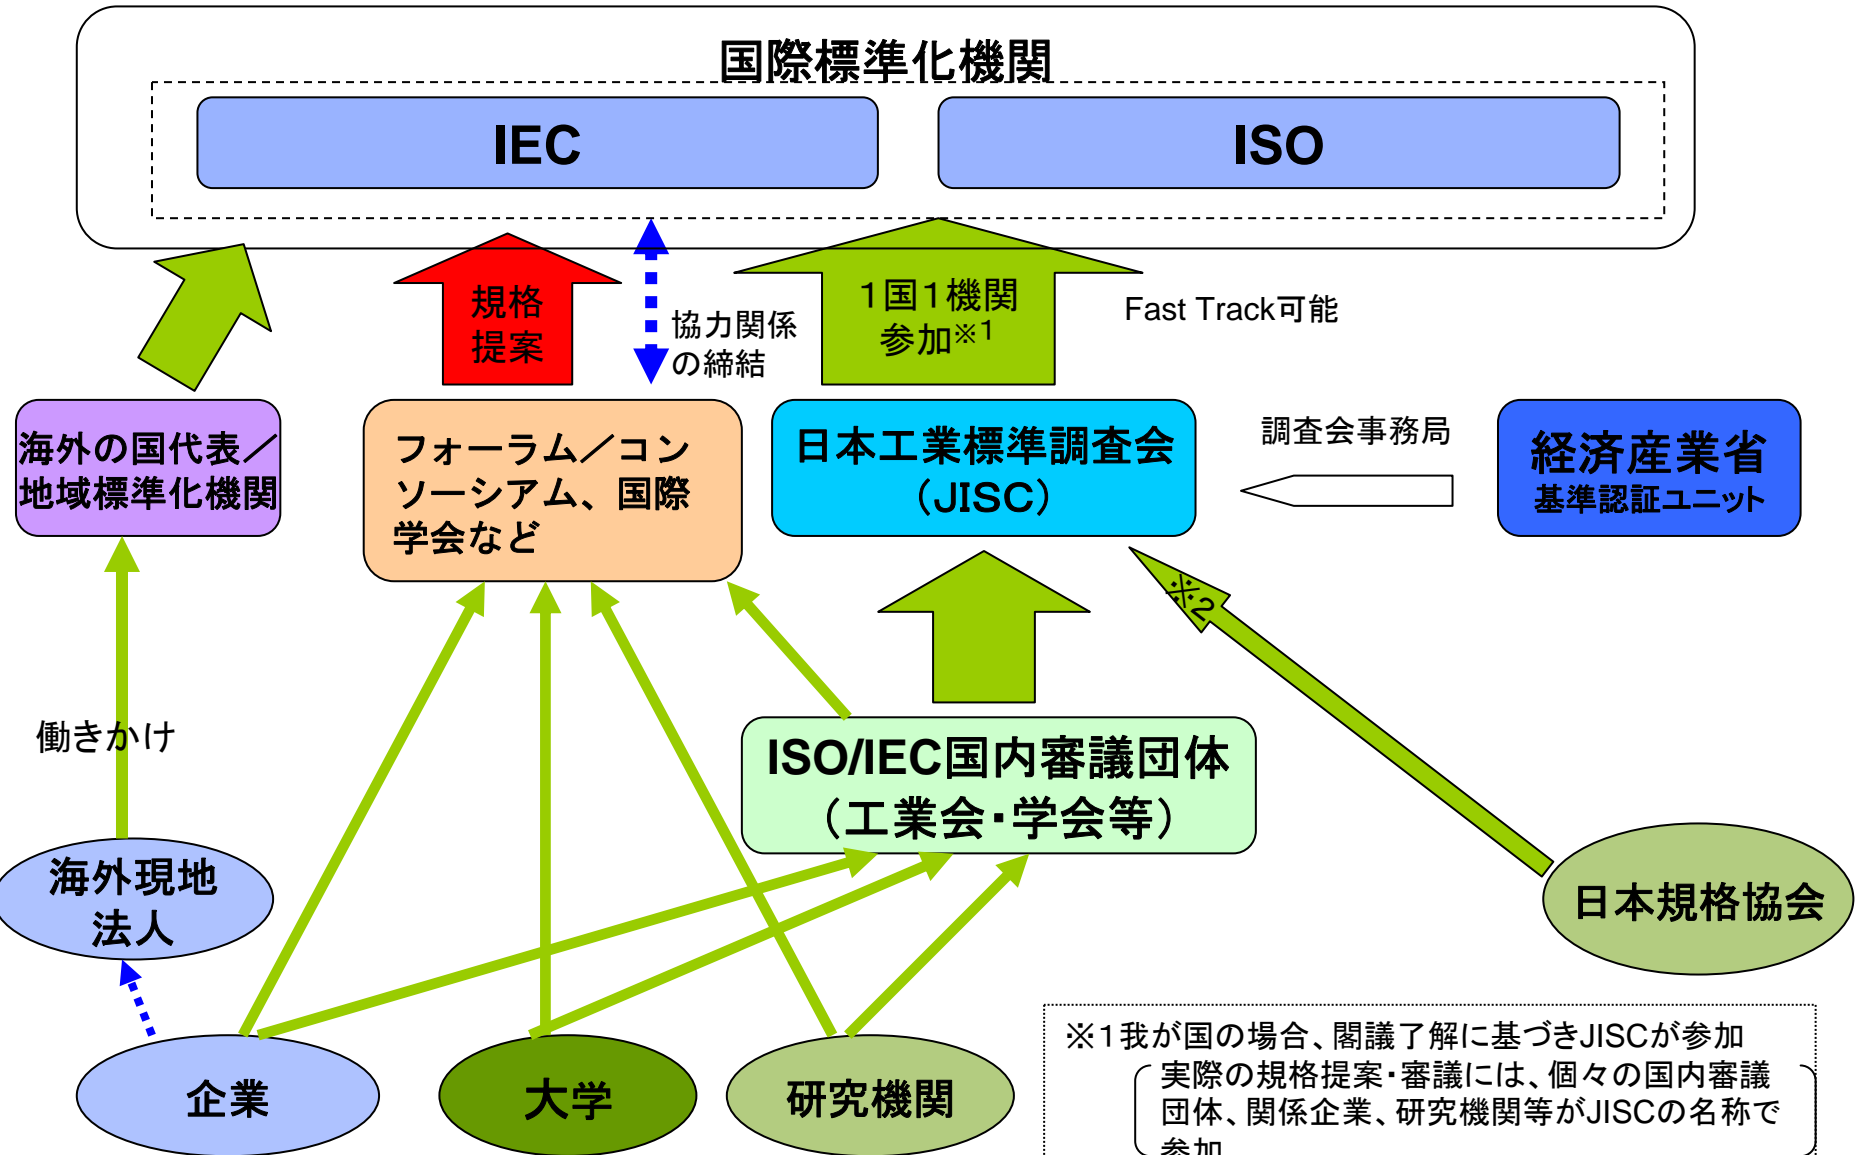 国際標準化機関
IEC
ISO
規格
提案
協力関係
の締結
1国1機関
参加※1
Fast Track可能
海外の国代表／
地域標準化機関
フォーラム／コン
ソーシアム、国際
学会など
日本工業標準調査会
（JISC）
調査会事務局
経済産業省
基準認証ユニット
※2
働きかけ
ISO/IEC国内審議団体
（工業会・学会等）
海外現地
法人
日本規格協会
企業
大学
研究機関
※1我が国の場合、閣議了解に基づきJISCが参加
実際の規格提案・審議には、個々の国内審議
団体、関係企業、研究機関等がJISCの名称で
参加